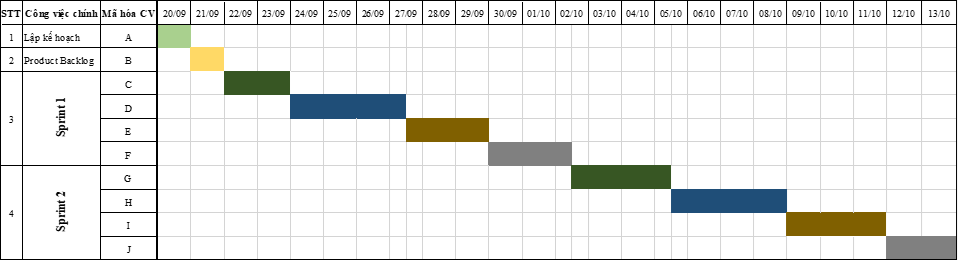 STT Công việc chính Mã hóa CV 20/09 21/09 22/09 23/09 24/09 25/09 26/09 27/09 28/09 29/09 30/09 01/10 02/10 03/10 04/10 05/10 06/10 07/10 08/10 09/10 10/10 11/10 12/10 13/10
1 Lập kế hoạch A
2 Product Backlog B
3 Sprint 1 C
D
E
F
4 Sprint 2 G
H
I
J